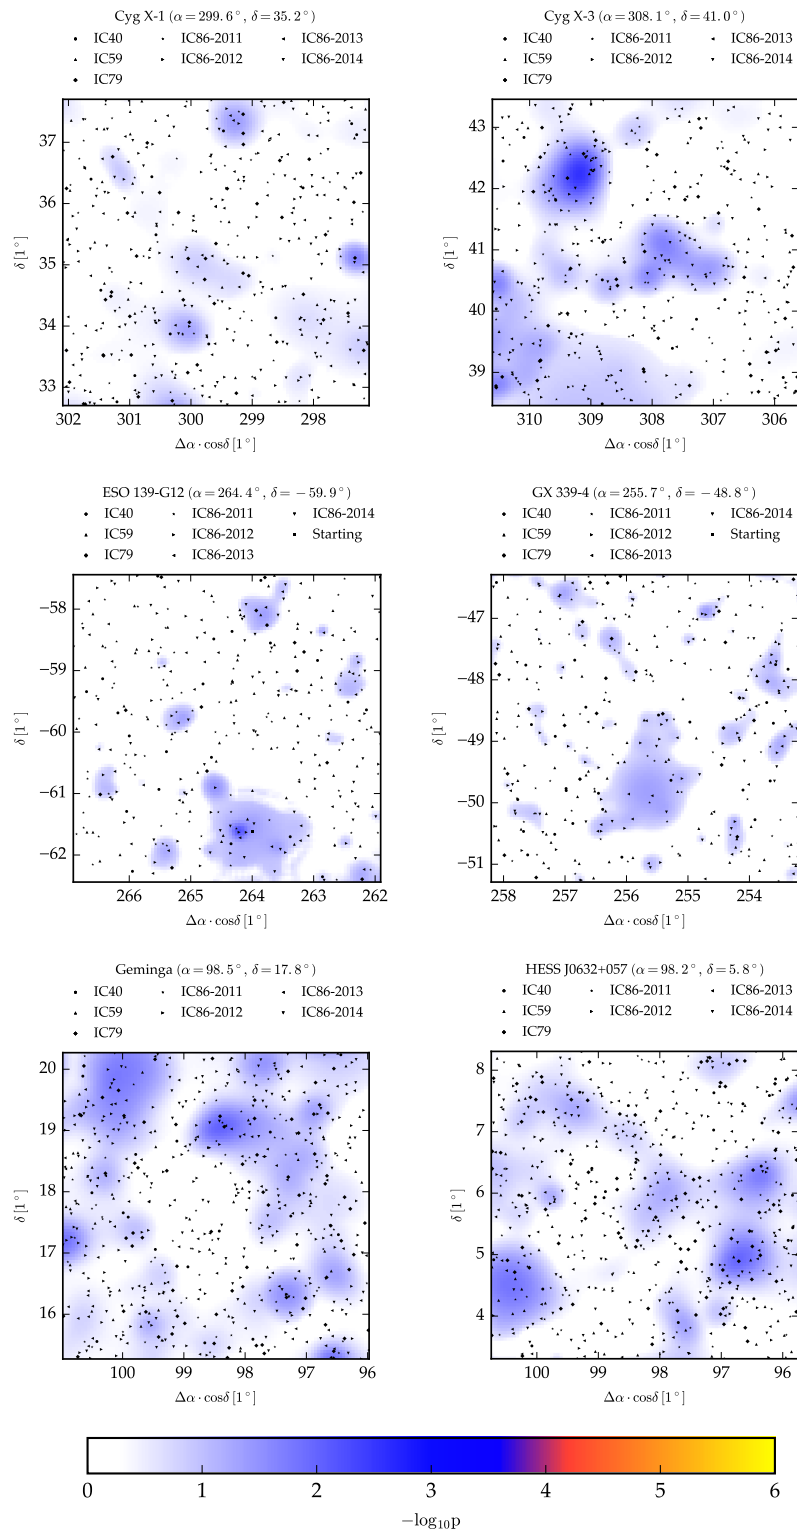 Cyg X-1 (α = 299.6°, δ = 35.2°)
IC40 IC86-2011 IC86-2013
IC59 IC86-2012 IC86-2014
IC79
37
36
35
34
33
δ [1°]
302 301 300 299 298
Δα · cosδ [1°]
Cyg X-3 (α = 308.1°, δ = 41.0°)
IC40 IC86-2011 IC86-2013
IC59 IC86-2012 IC86-2014
IC79
43
42
41
40
39
δ [1°]
310 309 308 307 306
Δα · cosδ [1°]
ESO 139-G12 (α = 264.4°, δ = −59.9°)
IC40 IC86-2011 IC86-2014
IC59 IC86-2012 Starting
IC79 IC86-2013
−58
−59
−60
−61
−62
δ [1°]
266 265 264 263 262
Δα · cosδ [1°]
GX 339-4 (α = 255.7°, δ = −48.8°)
IC40 IC86-2011 IC86-2014
IC59 IC86-2012 Starting
IC79 IC86-2013
−47
−48
−49
−50
−51
δ [1°]
258 257 256 255 254
Δα · cosδ [1°]
Geminga (α = 98.5°, δ = 17.8°)
IC40 IC86-2011 IC86-2013
IC59 IC86-2012 IC86-2014
IC79
20
19
18
17
16
δ [1°]
100 99 98 97 96
Δα · cosδ [1°]
HESS J0632+057 (α = 98.2°, δ = 5.8°)
IC40 IC86-2011 IC86-2013
IC59 IC86-2012 IC86-2014
IC79
8
7
6
5
4
δ [1°]
100 99 98 97 96
Δα · cosδ [1°]
0 1 2 3 4 5 6
−log₁₀p